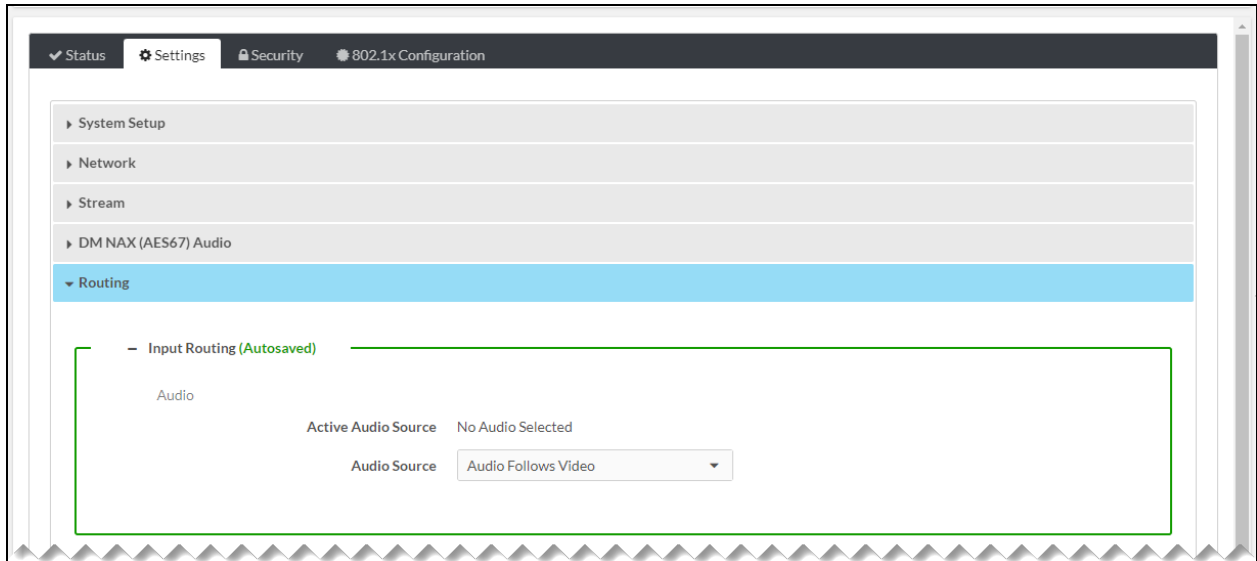 Status Settings Security 802.1x Configuration
System Setup
Network
Stream
DM NAX (AES67) Audio
Routing
– Input Routing (Autosaved)
Audio
Active Audio Source No Audio Selected
Audio Source Audio Follows Video